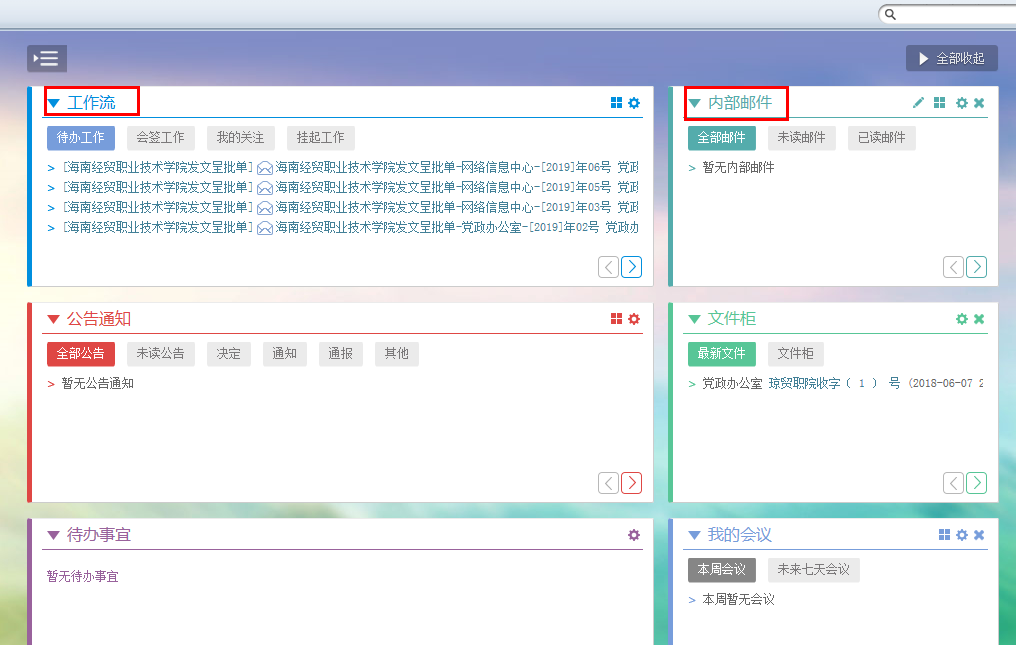 全部收起
工作流
待办工作 会签工作 我的关注 挂起工作
> [海南经贸职业技术学院发文呈批单] 海南经贸职业技术学院发文呈批单-网络信息中心-[2019]年06号 党政
> [海南经贸职业技术学院发文呈批单] 海南经贸职业技术学院发文呈批单-网络信息中心-[2019]年05号 党政
> [海南经贸职业技术学院发文呈批单] 海南经贸职业技术学院发文呈批单-网络信息中心-[2019]年03号 党政
> [海南经贸职业技术学院发文呈批单] 海南经贸职业技术学院发文呈批单-党政办公室-[2019]年02号 党政办
内部邮件
全部邮件 未读邮件 已读邮件
> 暂无内部邮件
公告通知
全部公告 未读公告 决定 通知 通报 其他
> 暂无公告通知
文件柜
最新文件 文件柜
> 党政办公室 琼贸职院收字（ 1 ） 号 (2018-06-07 2
待办事宜
暂无待办事宜
我的会议
本周会议 未来七天会议
> 本周暂无会议